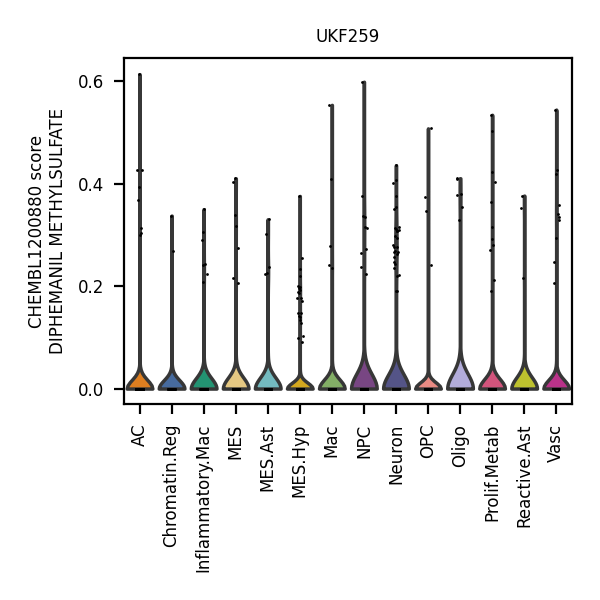 UKF259
CHEMBL1200880 score
DIPHEMANIL METHYLSULFATE
0.6
0.4
0.2
0.0
AC
Chromatin.Reg
Inflammatory.Mac
MES
MES.Ast
MES.Hyp
Mac
NPC
Neuron
OPC
Oligo
Prolif.Metab
Reactive.Ast
Vasc